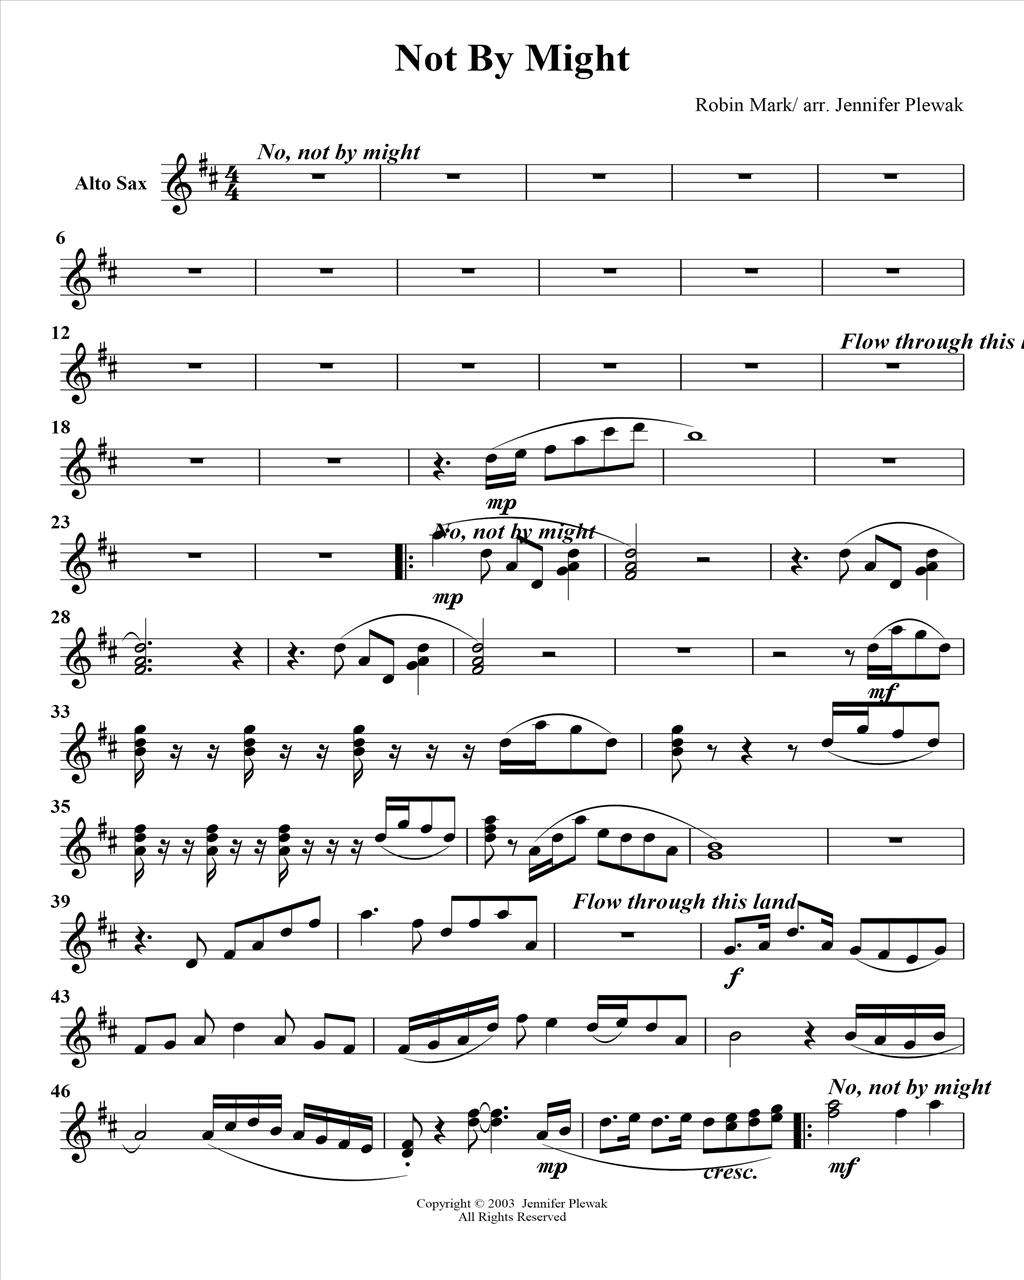 Not By Might
Robin Mark/ arr. Jennifer Plewak
No, not by might
Alto Sax
6
12
Flow through this l
18
mp
23
No, not by might
mp
28
mf
33
35
39
Flow through this land
f
43
46
No, not by might
mp
cresc.
mf
Copyright © 2003 Jennifer Plewak
All Rights Reserved